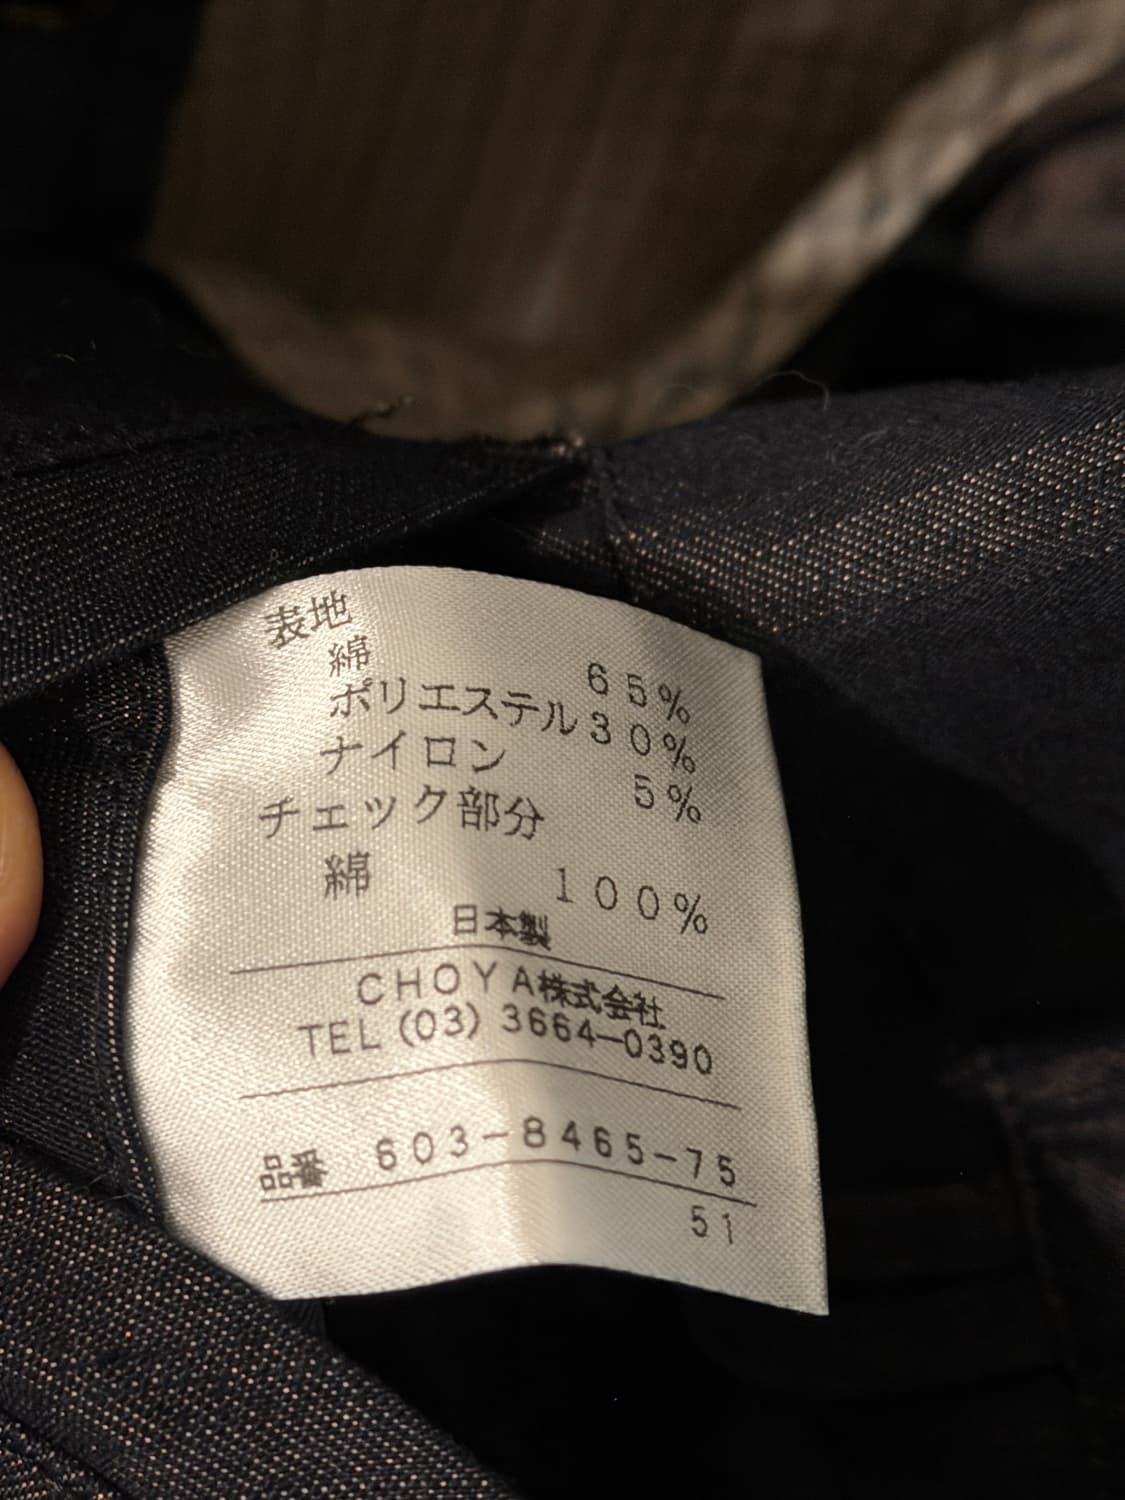 表地
綿 65%
ポリエステル 30%
ナイロン 5%
チェック部分
綿 100%
日本製
CHOYA株式会社
TEL (03) 3664-0390
品番 603-8465-75
51